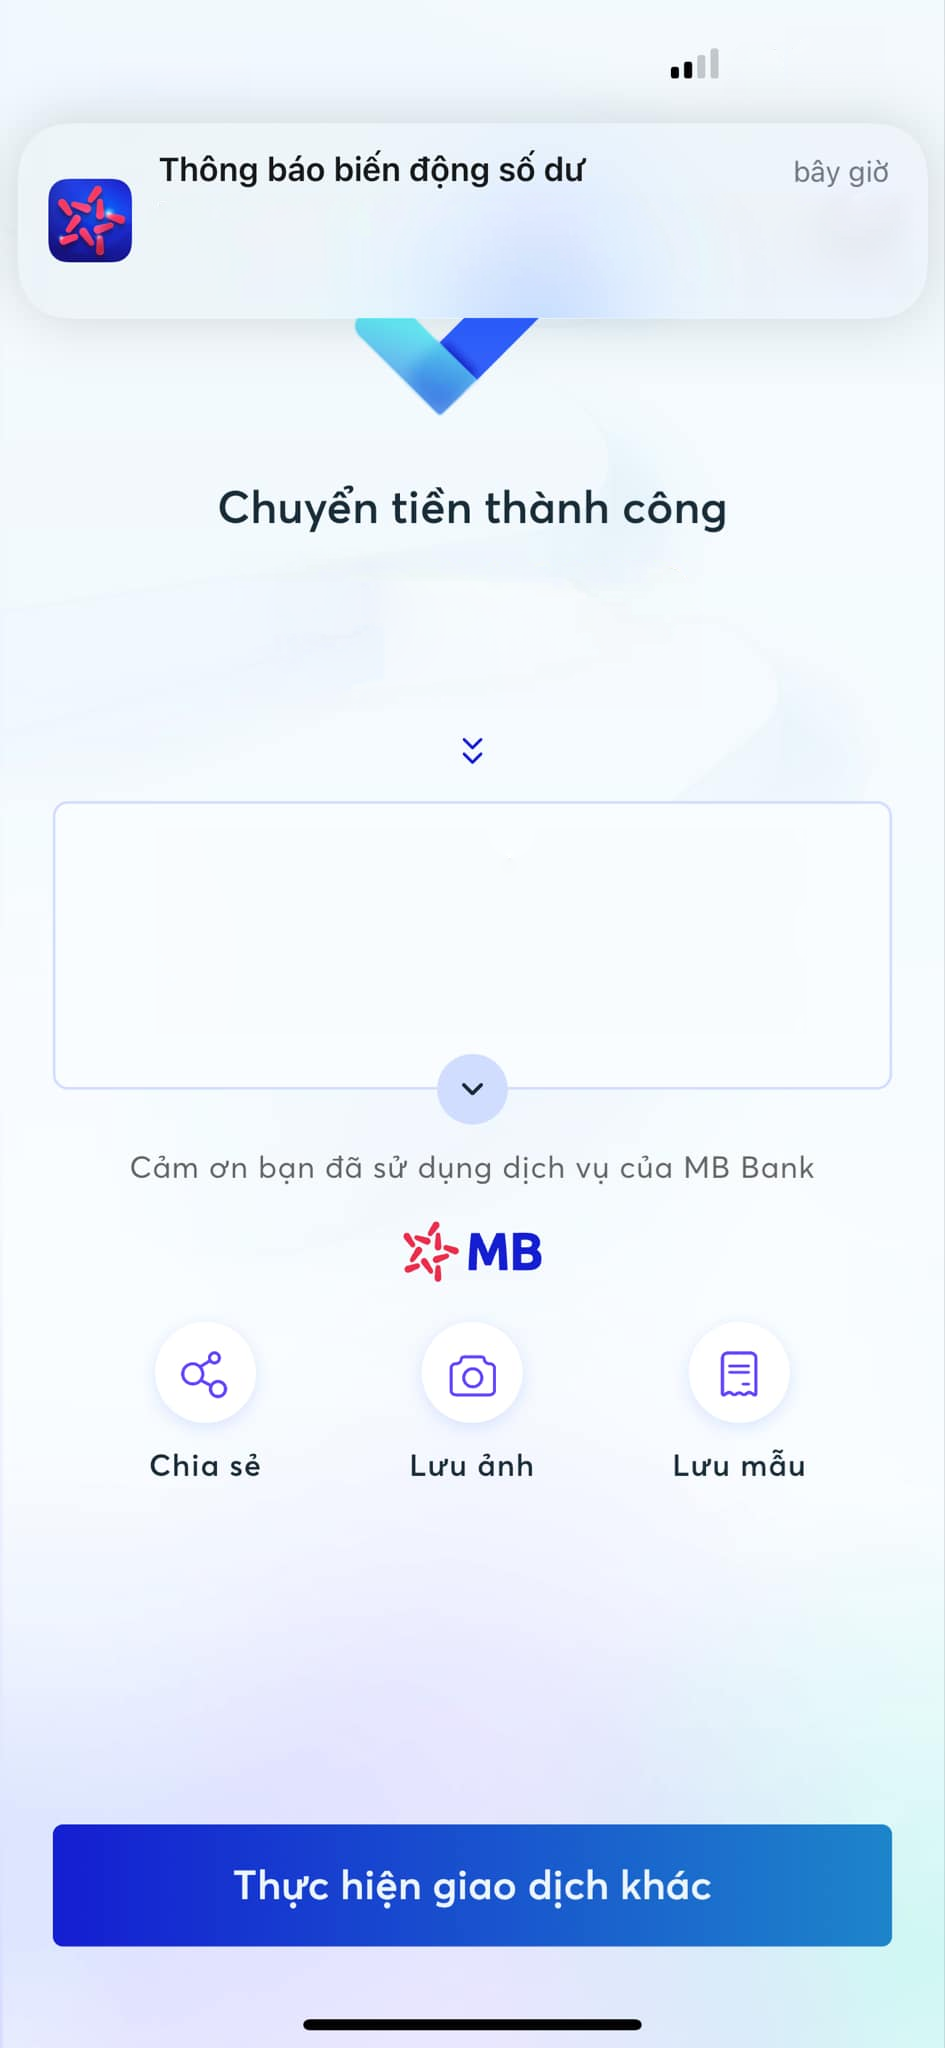 Thông báo biến động số dư
bây giờ
Chuyển tiền thành công
Cảm ơn bạn đã sử dụng dịch vụ của MB Bank
MB
Chia sẻ
Lưu ảnh
Lưu mẫu
Thực hiện giao dịch khác